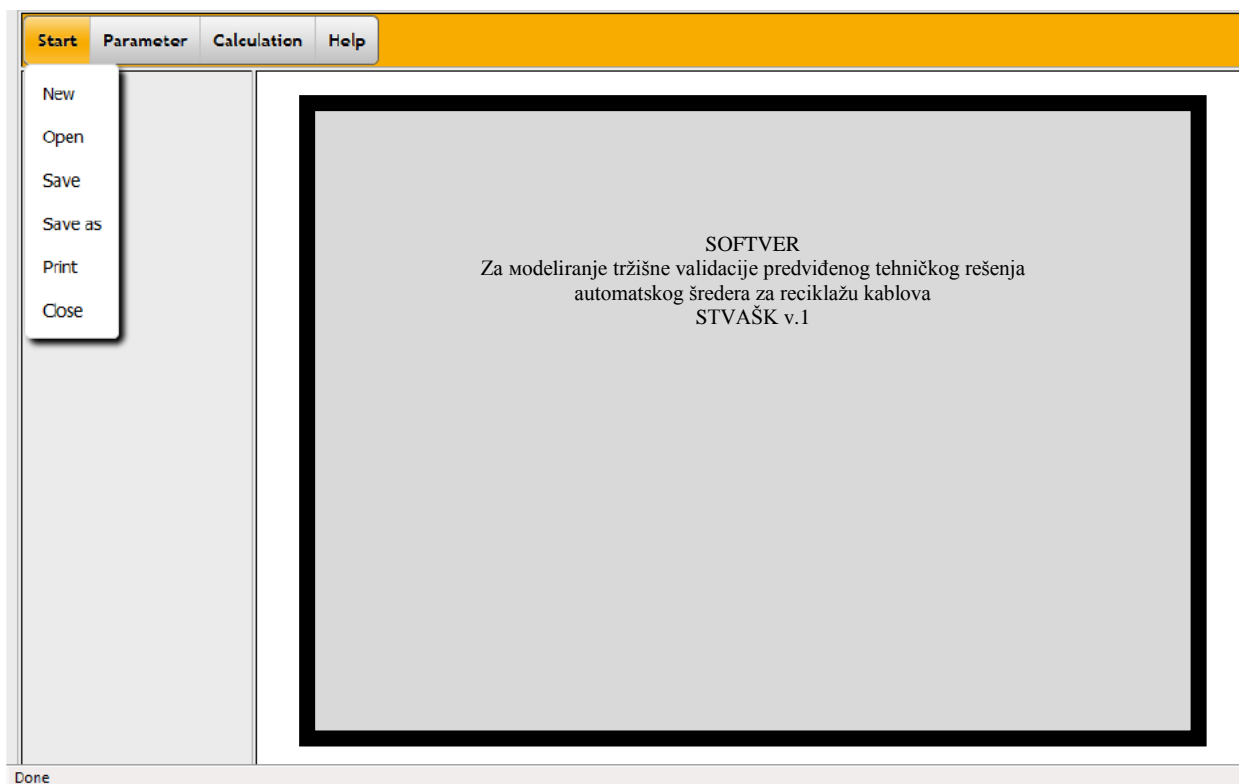 Start Parameter Calculation Help
New
Open
Save
Save as
Print
Close
SOFTVER
Za мodeliranje tržišne validacije predviđenog tehničkog rešenja
automatskog šredera za reciklažu kablova
STVAŠK v.1
Done